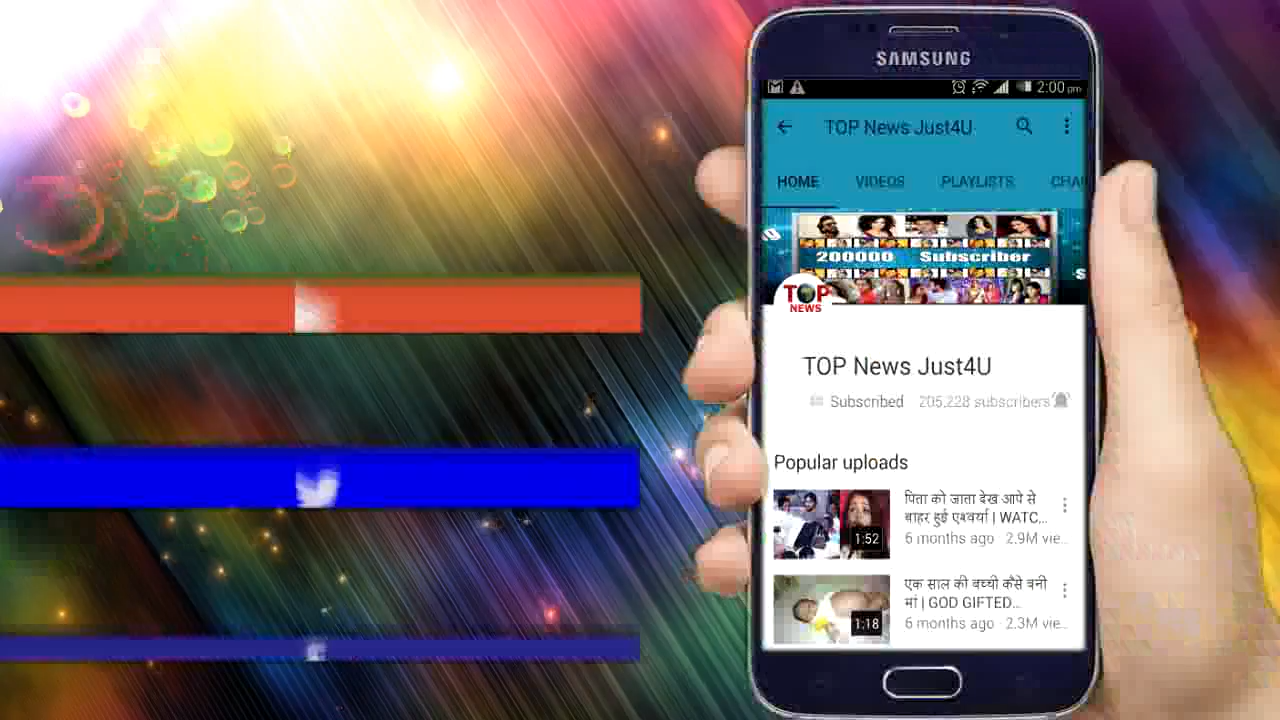 SAMSUNG
2:00 pm
TOP News Just4U
HOME VIDEOS PLAYLISTS CHA
200000 Subscriber
TOP
NEWS
TOP News Just4U
Subscribed 205,228 subscribers
Popular uploads
पिता को जाता देख आपे से
बाहर हुई एश्वर्या | WATC...
6 months ago · 2.9M vie...
1:52
एक साल की बच्ची कैसे बनी
मां | GOD GIFTED...
6 months ago · 2.3M vie...
1:18